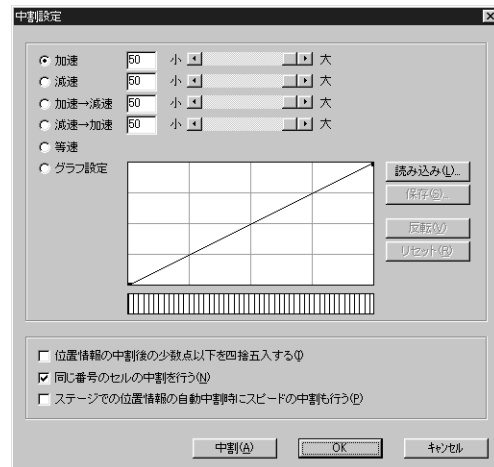 中割設定
加速 50 小 大
減速 50 小 大
加速→減速 50 小 大
減速→加速 50 小 大
等速
グラフ設定
読み込み(L)...
保存(S)...
反転(V)
リセット(R)
位置情報の中割後の少数点以下を四捨五入する(I)
同じ番号のセルの中割を行う(N)
ステージでの位置情報の自動中割時にスピードの中割も行う(P)
中割(A) OK キャンセル